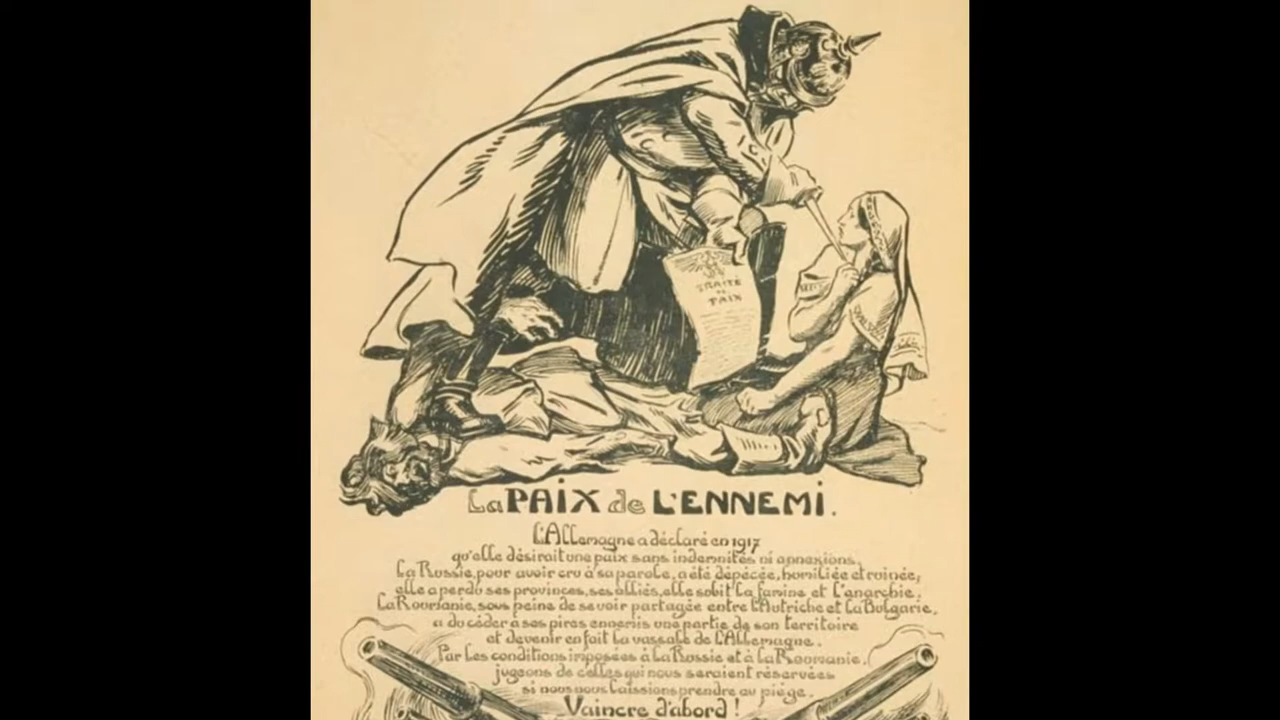 TRAITÉ
DE
PAIX
La PAIX de L'ENNEMI.
L'Allemagne a déclaré en 1917
qu'elle désirait une paix sans indemnités ni annexions.
La Russie, pour avoir cru à sa parole, a été dépécée, humiliée et ruinée;
elle a perdu ses provinces, ses alliés, elle subit la famine et l'anarchie.
La Roumanie, sous peine de se voir partagée entre l'Autriche et la Bulgarie,
a du céder à ses pires ennemis une partie de son territoire
et devenir en fait la vassale de l'Allemagne.
Par les conditions imposées à la Russie et à la Roumanie,
jugeons de celles qui nous seraient réservées
si nous nous laissions prendre au piège.
Vaincre d'abord !